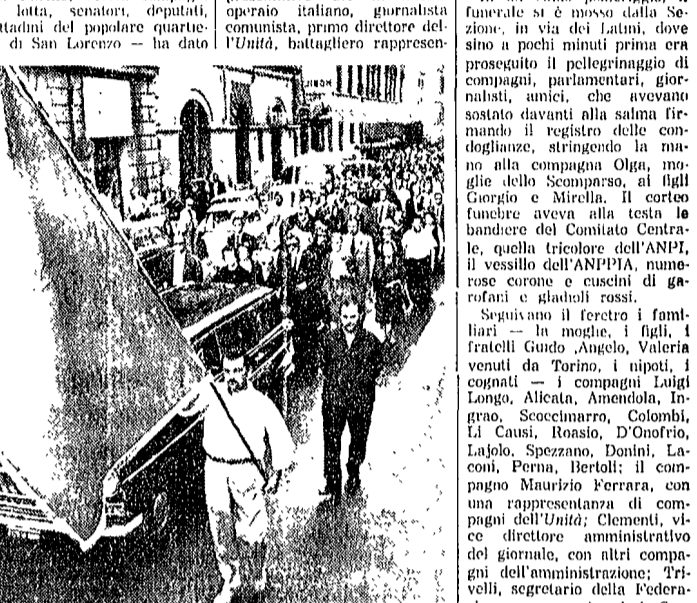 lotta, senatori, deputati,
ttadini del popolare quartie-
di San Lorenzo — ha dato
operaio italiano, giornalista
comunista, primo direttore del-
l'Unità, battagliero rappresen-
funerale si è mosso dalla Se-
zione, in via dei Latini, dove
sino a pochi minuti prima era
proseguito il pellegrinaggio di
compagni, parlamentari, gior-
nalisti, amici, che avevano
sostato davanti alla salma fir-
mando il registro delle con-
doglianze, stringendo la ma-
no alla compagna Olga, mo-
glie dello Scomparso, ai figli
Giorgio e Mirella. Il corteo
funebre aveva alla testa le
bandiere del Comitato Centra-
le, quella tricolore dell'ANPI,
il vessillo dell'ANPPIA, nume-
rose corone e cuscini di ga-
rofani e gladioli rossi.
Seguivano il feretro i fami-
liari — la moglie, i figli, i
fratelli Guido ,Angelo, Valeria
venuti da Torino, i nipoti, i
cognati — i compagni Luigi
Longo, Alicata, Amendola, In-
grao, Scoccimarro, Colombi,
Li Causi, Roasio, D'Onofrio,
Lajolo, Spezzano, Donini, La-
coni, Perna, Bertoli; il com-
pagno Maurizio Ferrara, con
una rappresentanza di com-
pagni dell'Unità; Clementi, vi-
ce direttore amministrativo
del giornale, con altri compa-
gni dell'amministrazione; Tri-
velli, segretario della Federa-